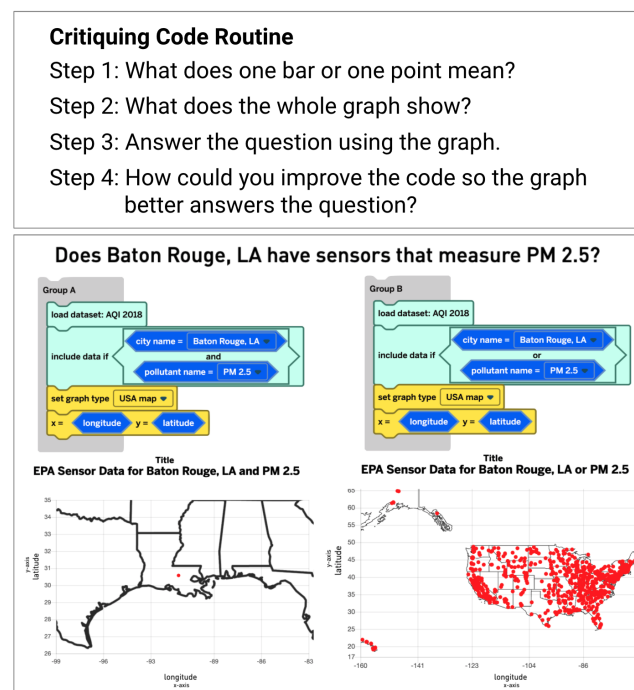 Critiquing Code Routine
Step 1: What does one bar or one point mean?
Step 2: What does the whole graph show?
Step 3: Answer the question using the graph.
Step 4: How could you improve the code so the graph
better answers the question?
Does Baton Rouge, LA have sensors that measure PM 2.5?
Group A
load dataset: AQI 2018
include data if
city name = Baton Rouge, LA
and
pollutant name = PM 2.5
set graph type USA map
x = longitude y = latitude
Title
EPA Sensor Data for Baton Rouge, LA and PM 2.5
35
34
33
32
31
30
29
28
27
26
y-axis
latitude
-99
-96
-93
-91
-89
-86
-83
longitude
x-axis
Group B
load dataset: AQI 2018
include data if
city name = Baton Rouge, LA
or
pollutant name = PM 2.5
set graph type USA map
x = longitude y = latitude
Title
EPA Sensor Data for Baton Rouge, LA or PM 2.5
60
55
50
45
40
35
30
25
20
17
y-axis
latitude
-160
-141
-123
-104
-86
longitude
x-axis